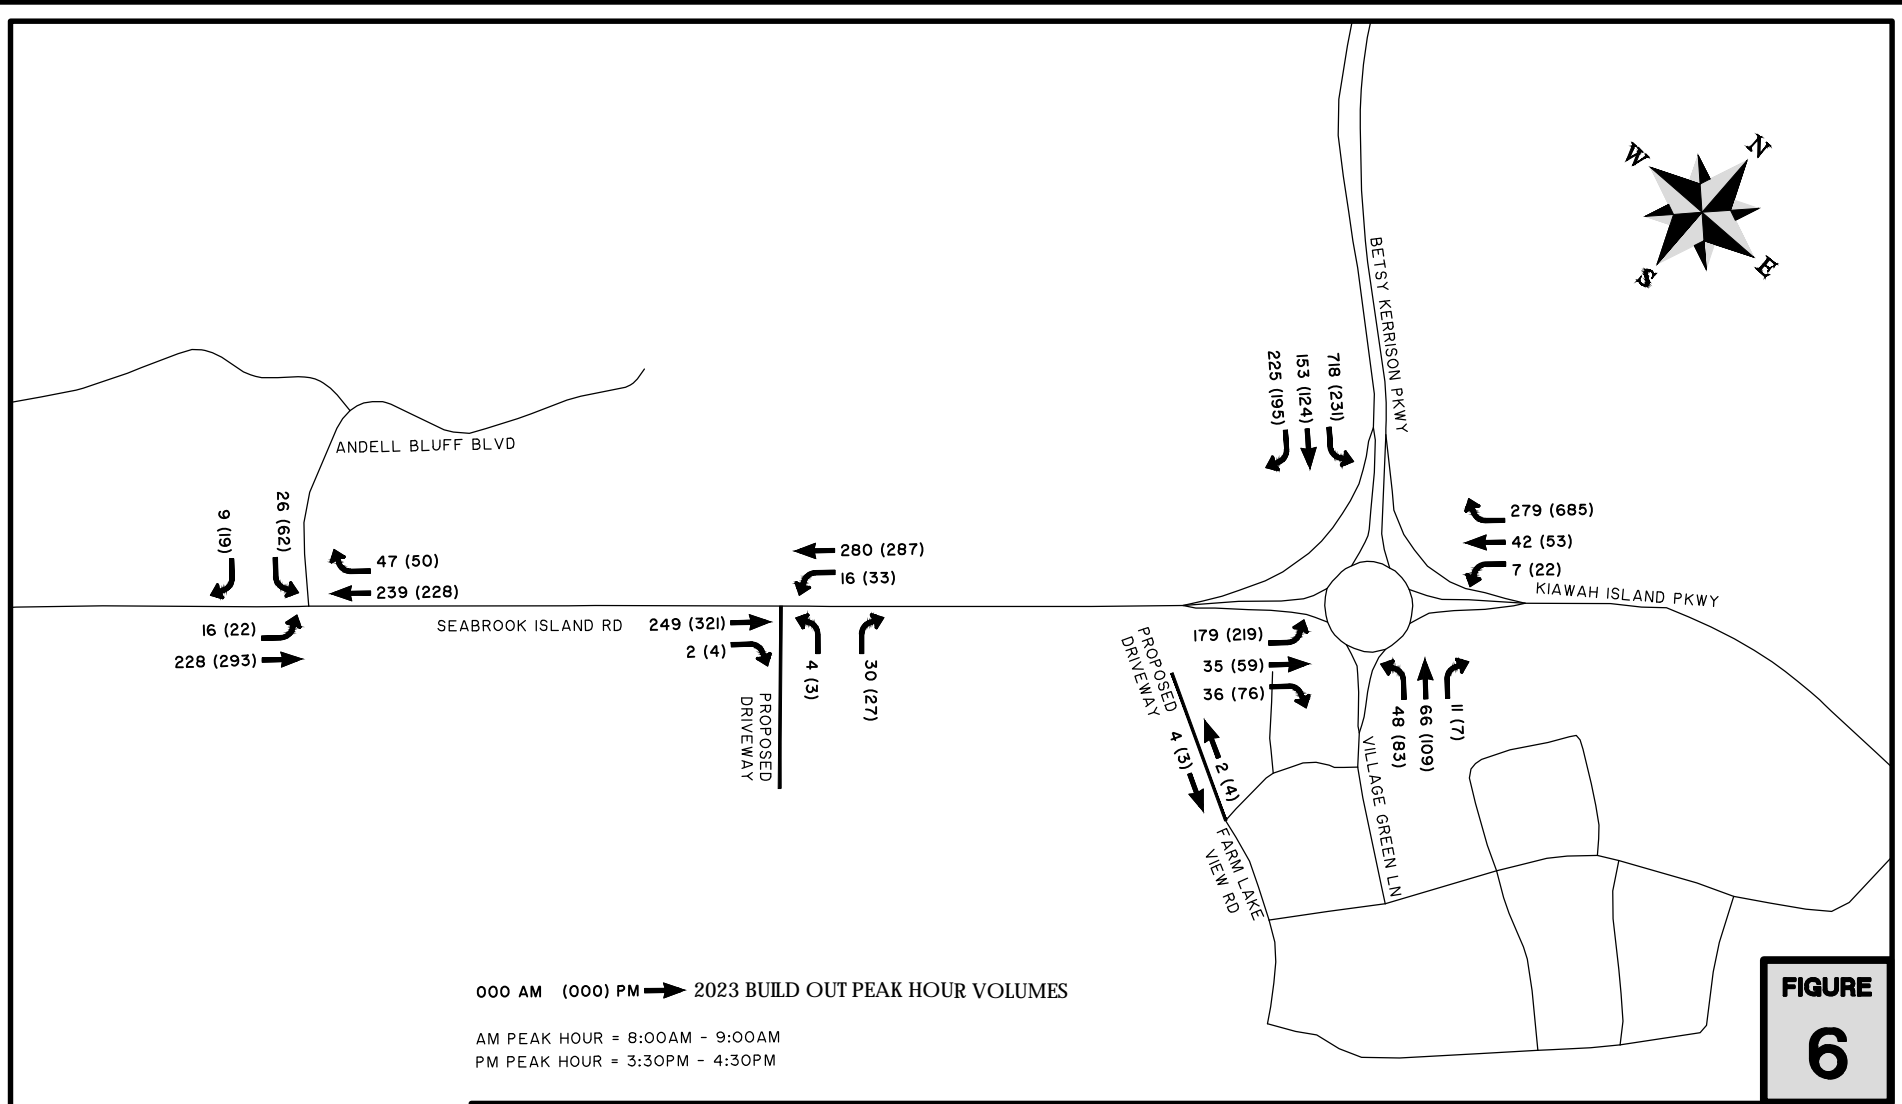 W
N
S
E
BETSY KERRISON PKWY
225 (195)
153 (124)
718 (231)
ANDELL BLUFF BLVD
9 (19)
26 (62)
47 (50)
239 (228)
16 (22)
228 (293)
SEABROOK ISLAND RD
280 (287)
16 (33)
249 (321)
2 (4)
4 (3)
30 (27)
PROPOSED
DRIVEWAY
279 (685)
42 (53)
7 (22)
KIAWAH ISLAND PKWY
179 (219)
35 (59)
36 (76)
48 (83)
66 (109)
11 (7)
PROPOSED
DRIVEWAY
4 (3)
2 (4)
VILLAGE GREEN LN
FARM LAKE
VIEW RD
000 AM (000) PM 2023 BUILD OUT PEAK HOUR VOLUMES
AM PEAK HOUR = 8:00AM - 9:00AM
PM PEAK HOUR = 3:30PM - 4:30PM
FIGURE
6